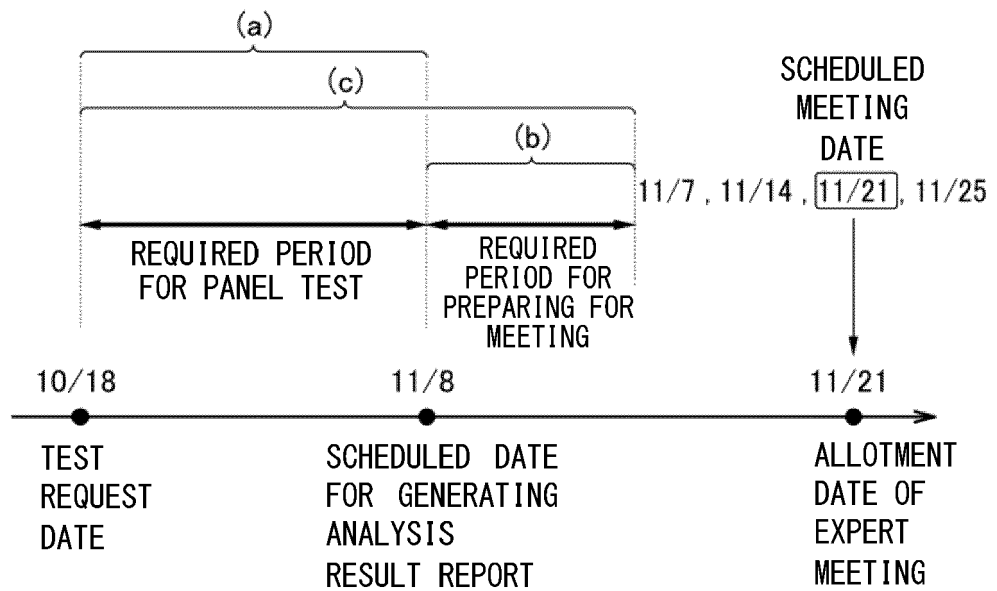 (a)
(c)
(b)
SCHEDULED
MEETING
DATE
11/7 , 11/14 , 11/21 , 11/25
REQUIRED PERIOD
FOR PANEL TEST
REQUIRED
PERIOD FOR
PREPARING FOR
MEETING
10/18
11/8
11/21
TEST
REQUEST
DATE
SCHEDULED DATE
FOR GENERATING
ANALYSIS
RESULT REPORT
ALLOTMENT
DATE OF
EXPERT
MEETING